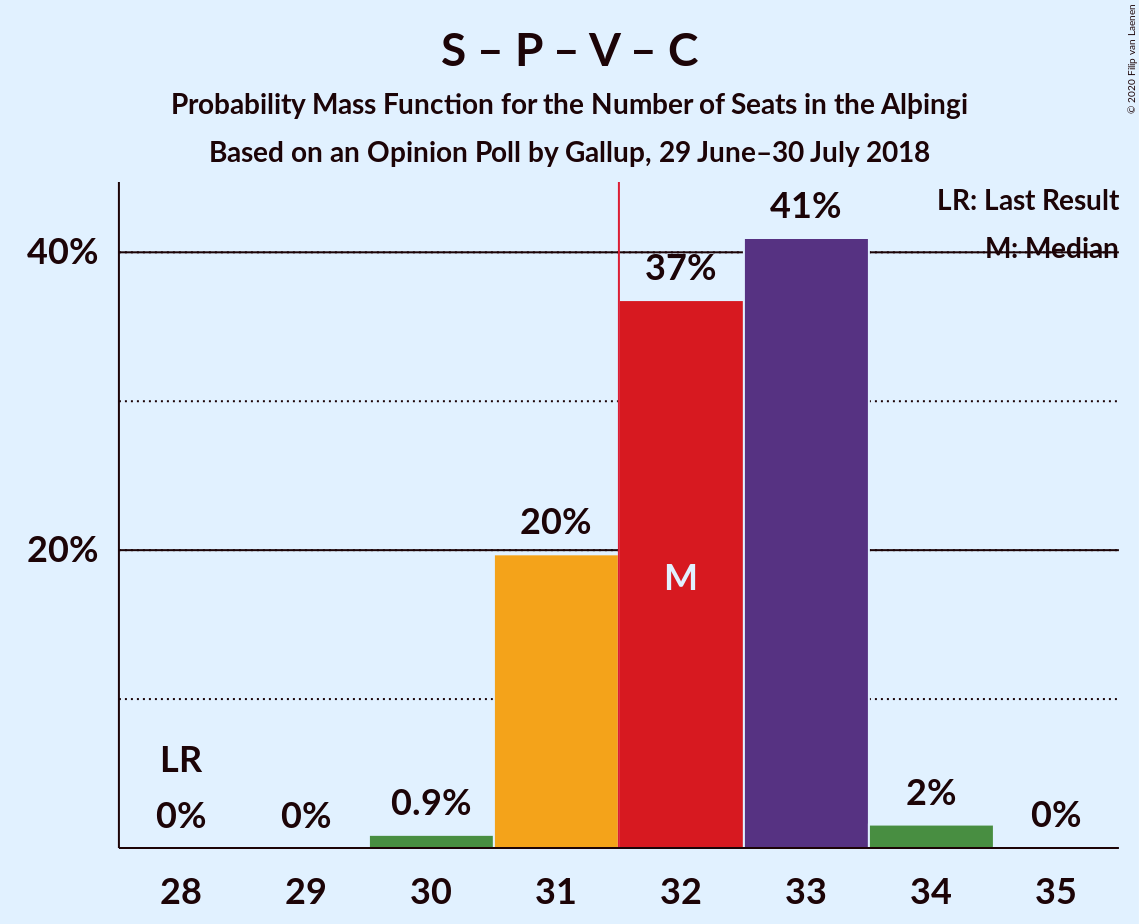 S – P – V – C
Probability Mass Function for the Number of Seats in the Alþingi
Based on an Opinion Poll by Gallup, 29 June–30 July 2018
© 2020 Filip van Laenen
LR: Last Result
M: Median
40%
20%
41%
37%
20%
M
LR
0%
0%
0.9%
2%
0%
28 29 30 31 32 33 34 35